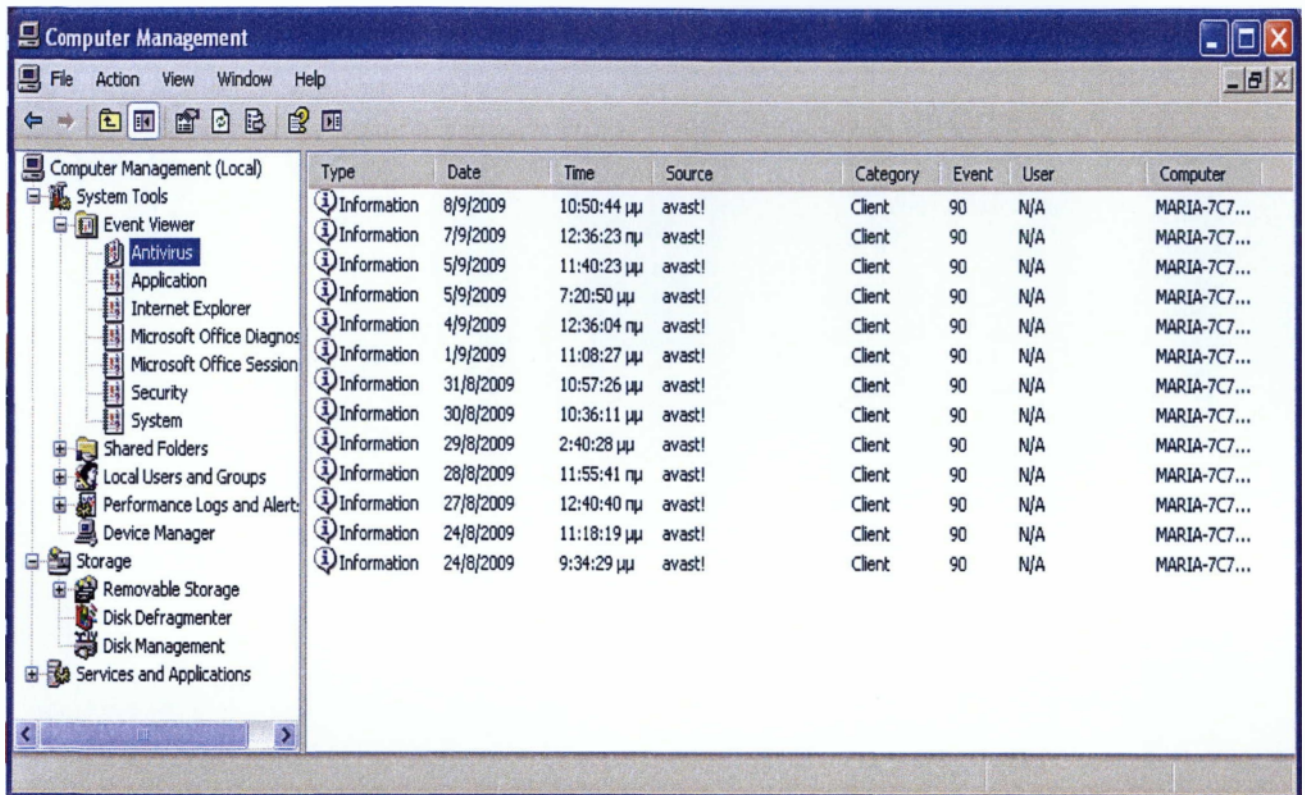 Computer Management
File Action View Window Help
Computer Management (Local)
System Tools
Event Viewer
Antivirus
Application
Internet Explorer
Microsoft Office Diagnos
Microsoft Office Session
Security
System
Shared Folders
Local Users and Groups
Performance Logs and Alerts
Device Manager
Storage
Removable Storage
Disk Defragmenter
Disk Management
Services and Applications
Type Date Time Source Category Event User Computer
Information 8/9/2009 10:50:44 μμ avast! Client 90 N/A MARIA-7C7...
Information 7/9/2009 12:36:23 πμ avast! Client 90 N/A MARIA-7C7...
Information 5/9/2009 11:40:23 μμ avast! Client 90 N/A MARIA-7C7...
Information 5/9/2009 7:20:50 μμ avast! Client 90 N/A MARIA-7C7...
Information 4/9/2009 12:36:04 πμ avast! Client 90 N/A MARIA-7C7...
Information 1/9/2009 11:08:27 μμ avast! Client 90 N/A MARIA-7C7...
Information 31/8/2009 10:57:26 μμ avast! Client 90 N/A MARIA-7C7...
Information 30/8/2009 10:36:11 μμ avast! Client 90 N/A MARIA-7C7...
Information 29/8/2009 2:40:28 μμ avast! Client 90 N/A MARIA-7C7...
Information 28/8/2009 11:55:41 πμ avast! Client 90 N/A MARIA-7C7...
Information 27/8/2009 12:40:40 πμ avast! Client 90 N/A MARIA-7C7...
Information 24/8/2009 11:18:19 μμ avast! Client 90 N/A MARIA-7C7...
Information 24/8/2009 9:34:29 μμ avast! Client 90 N/A MARIA-7C7...